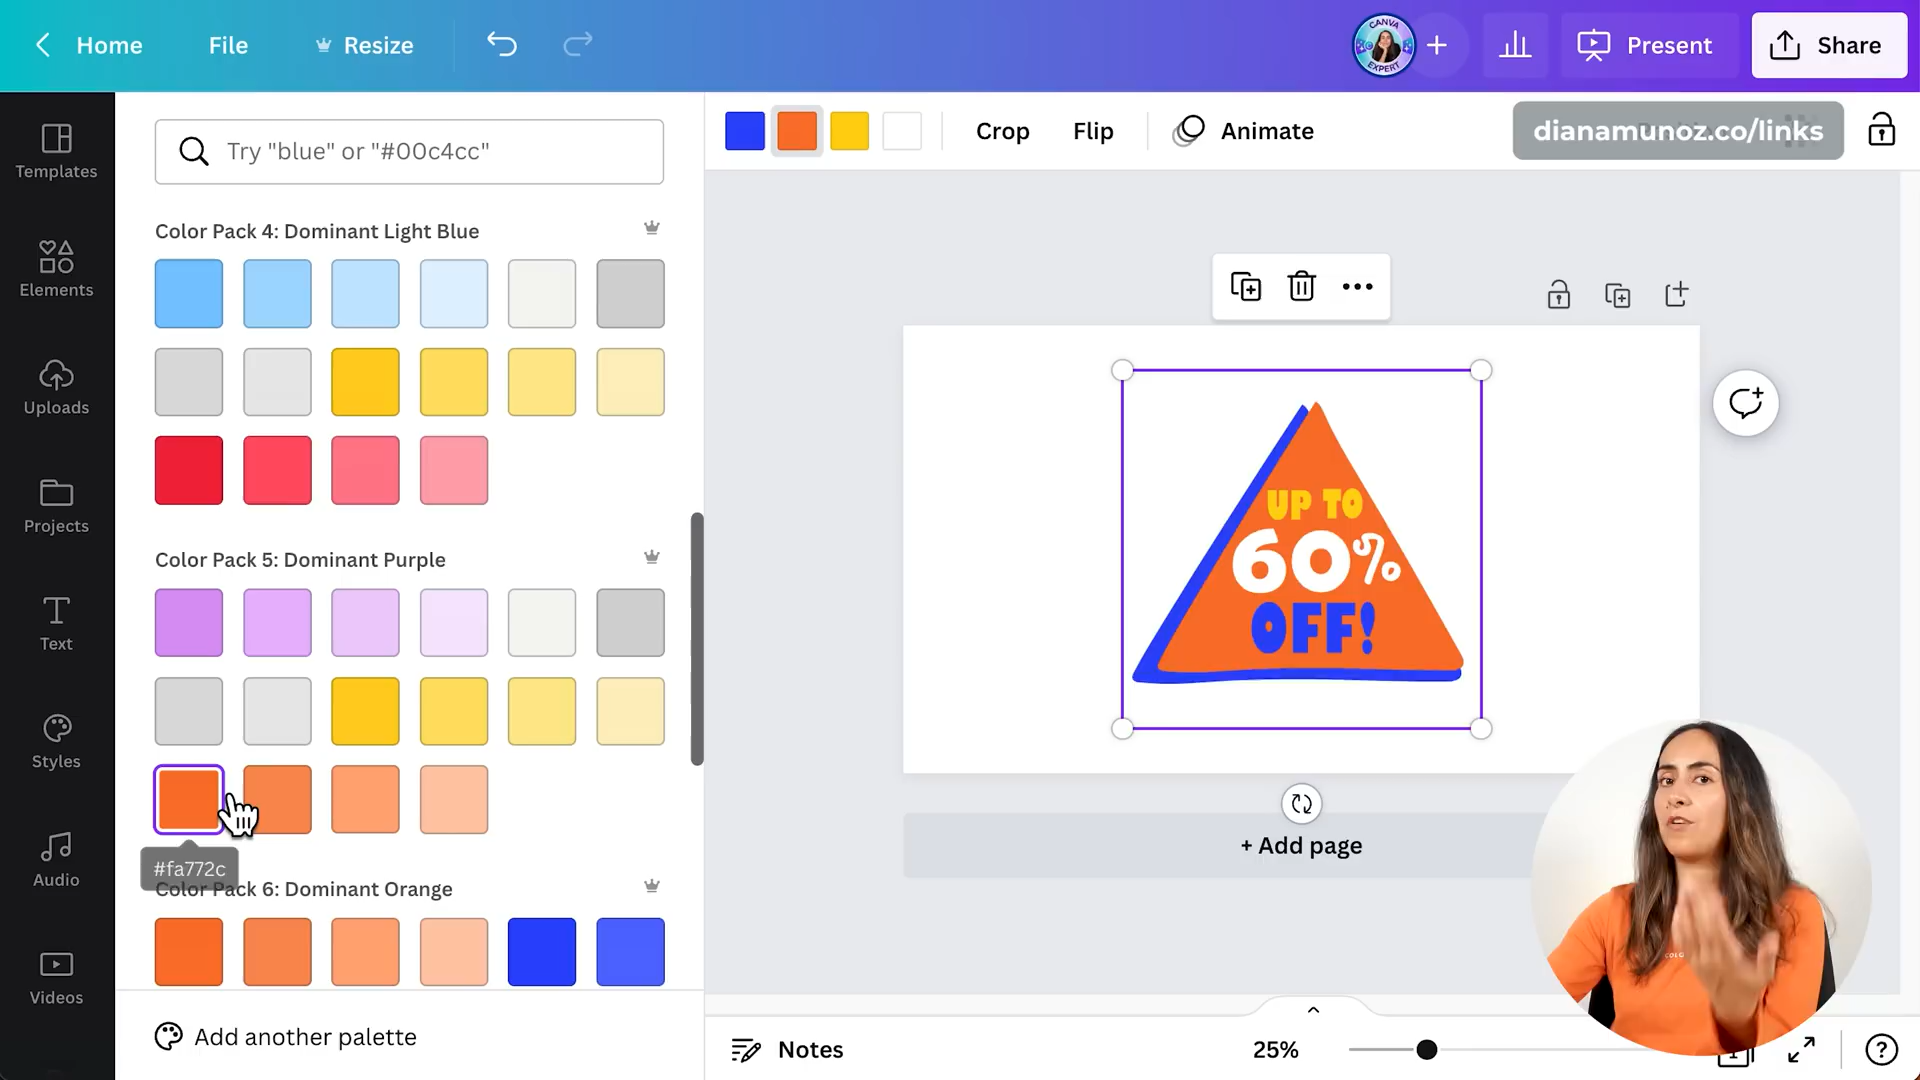 Home
File
Resize
CANVA
EXPERT
Present
Share
Templates
Elements
Uploads
Projects
Text
Styles
Audio
Videos
Try "blue" or "#00c4cc"
Color Pack 4: Dominant Light Blue
Color Pack 5: Dominant Purple
#fa772c
Color Pack 6: Dominant Orange
Add another palette
Crop
Flip
Animate
dianamunoz.co/links
UP TO
60%
OFF!
+ Add page
Notes
25%